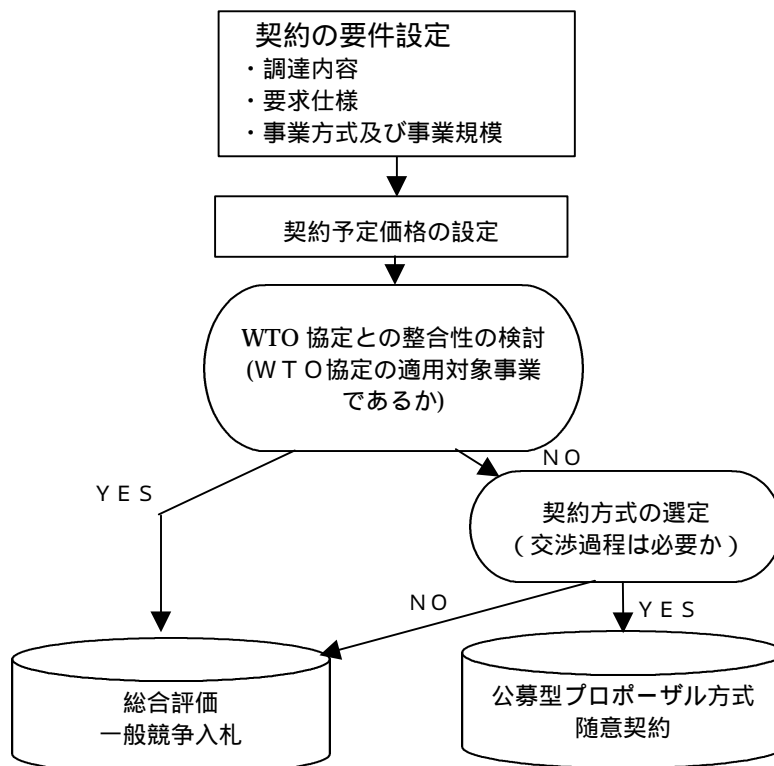 契約の要件設定
・調達内容
・要求仕様
・事業方式及び事業規模
契約予定価格の設定
WTO 協定との整合性の検討
(ＷＴＯ協定の適用対象事業
であるか)
ＹＥＳ
ＮＯ
契約方式の選定
（交渉過程は必要か）
ＮＯ
ＹＥＳ
総合評価
一般競争入札
公募型プロポーザル方式
随意契約